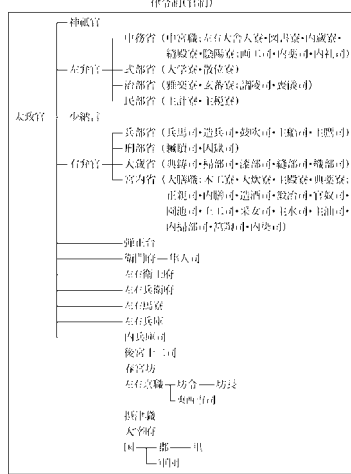 神祇官
中務省(中宮職;左右大舎人寮・図書寮・内蔵寮・
縫殿寮・陰陽寮;画工司・内薬司・内礼司)
左弁官
式部省(大学寮・散位寮)
治部省(雅楽寮・玄蕃寮;諸陵司・喪儀司)
民部省(主計寮・主税寮)
太政官
少納言
兵部省(兵馬司・造兵司・鼓吹司・主船司・主鷹司)
刑部省(贓贖司・囚獄司)
右弁官
大蔵省(典鋳司・掃部司・漆部司・縫部司・織部司)
宮内省(大膳職;木工寮・大炊寮・主殿寮・典薬寮;
正親司・内膳司・造酒司・鍛冶司・官奴司・
園池司・土工司・采女司・主水司・主油司・
内掃部司・筥陶司・内染司)
弾正台
衛門府 隼人司
左右衛士府
左右兵衛府
左右馬寮
左右兵庫
内兵庫司
後宮十二司
春宮坊
左右京職 坊令 坊長
東西市司
摂津職
大宰府
国 郡 里
軍団